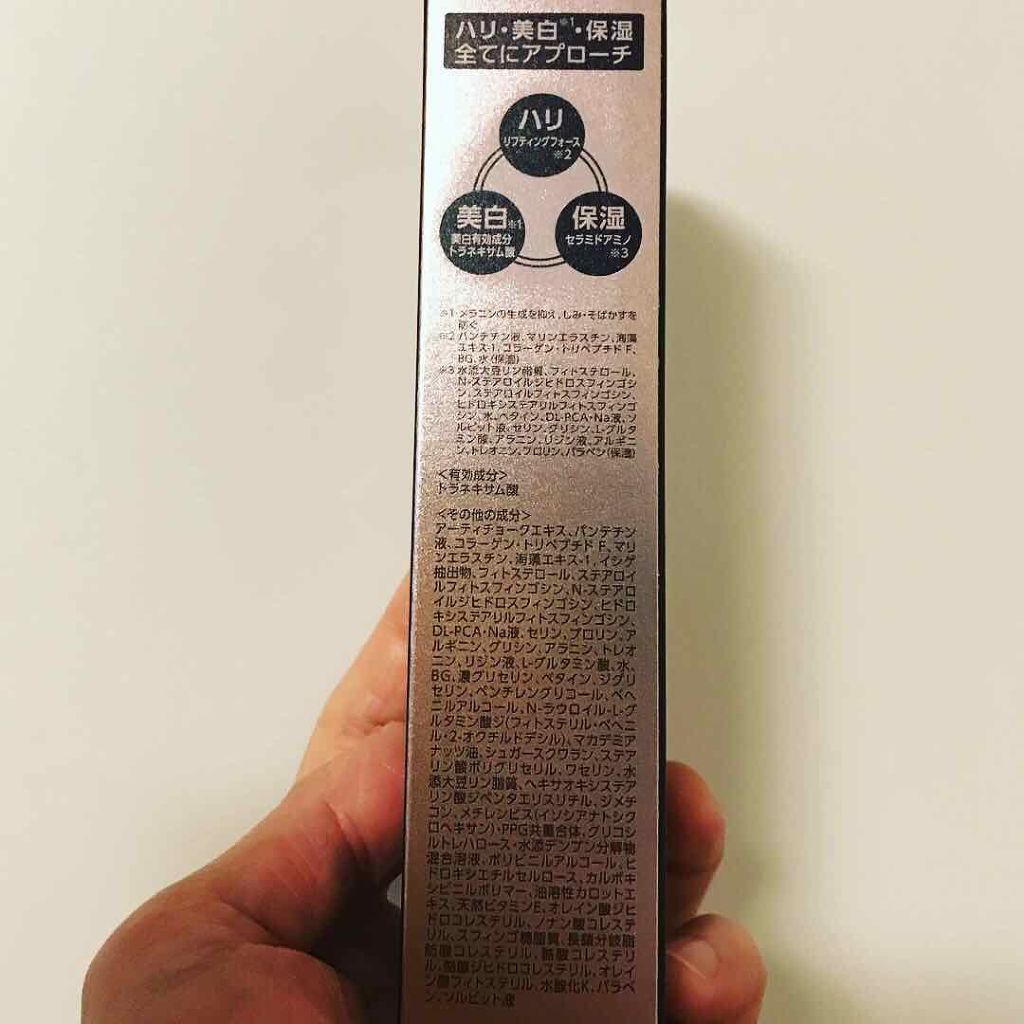 ハリ・美白※1・保湿
全てにアプローチ
ハリ
リフティングフォース
※2
美白※1
美白有効成分
トラネキサム酸
保湿
セラミドアミノ
※3
※1 メラニンの生成を抑え、しみ・そばかすを
防ぐ
※2 パンテチン液、マリンエラスチン、海藻
エキス-1、コラーゲン・トリペプチド F、
BG、水(保湿)
※3 水添大豆リン脂質、フィトステロール、
N-ステアロイルジヒドロスフィンゴシ
ン、ステアロイルフィトスフィンゴシン、
ヒドロキシステアリルフィトスフィンゴ
シン、水、ベタイン、DL-PCA・Na液、ソ
ルビット液、セリン、グリシン、L-グルタ
ミン酸、アラニン、リジン液、アルギニ
ン、トレオニン、プロリン、パラベン(保湿)
<有効成分>
トラネキサム酸
<その他の成分>
アーティチョークエキス、パンテチン
液、コラーゲン・トリペプチド F、マリ
ンエラスチン、海藻エキス-1、イシゲ
抽出物、フィトステロール、ステアロイ
ルフィトスフィンゴシン、N-ステアロ
イルジヒドロスフィンゴシン、ヒドロ
キシステアリルフィトスフィンゴシン、
DL-PCA・Na液、セリン、プロリン、ア
ルギニン、グリシン、アラニン、トレオ
ニン、リジン液、L-グルタミン酸、水、
BG、濃グリセリン、ベタイン、ジグリ
セリン、ペンチレングリコール、ベヘ
ニルアルコール、N-ラウロイル-L-グ
ルタミン酸ジ(フィトステリル・ベヘニ
ル・2-オクチルドデシル)、マカデミア
ナッツ油、シュガースクワラン、ステア
リン酸ポリグリセリル、ワセリン、水
添大豆リン脂質、ヘキサオキシステア
リン酸ジペンタエリスリチル、ジメチ
コン、メチレンビス(イソシアナトシク
ロヘキサン)・PPG共重合体、グリコシ
ルトレハロース・水添デンプン分解物
混合溶液、ポリビニルアルコール、ヒ
ドロキシエチルセルロース、カルボキ
シビニルポリマー、油溶性カロットエ
キス、天然ビタミンE、オレイン酸ジヒ
ドロコレステリル、ノナン酸コレステ
リル、スフィンゴ糖脂質、長鎖分岐脂
肪酸コレステリル、酪酸コレステリ
ル、酪酸ジヒドロコレステリル、オレイ
ン酸フィトステリル、水酸化K、パラベ
ン、ソルビット液